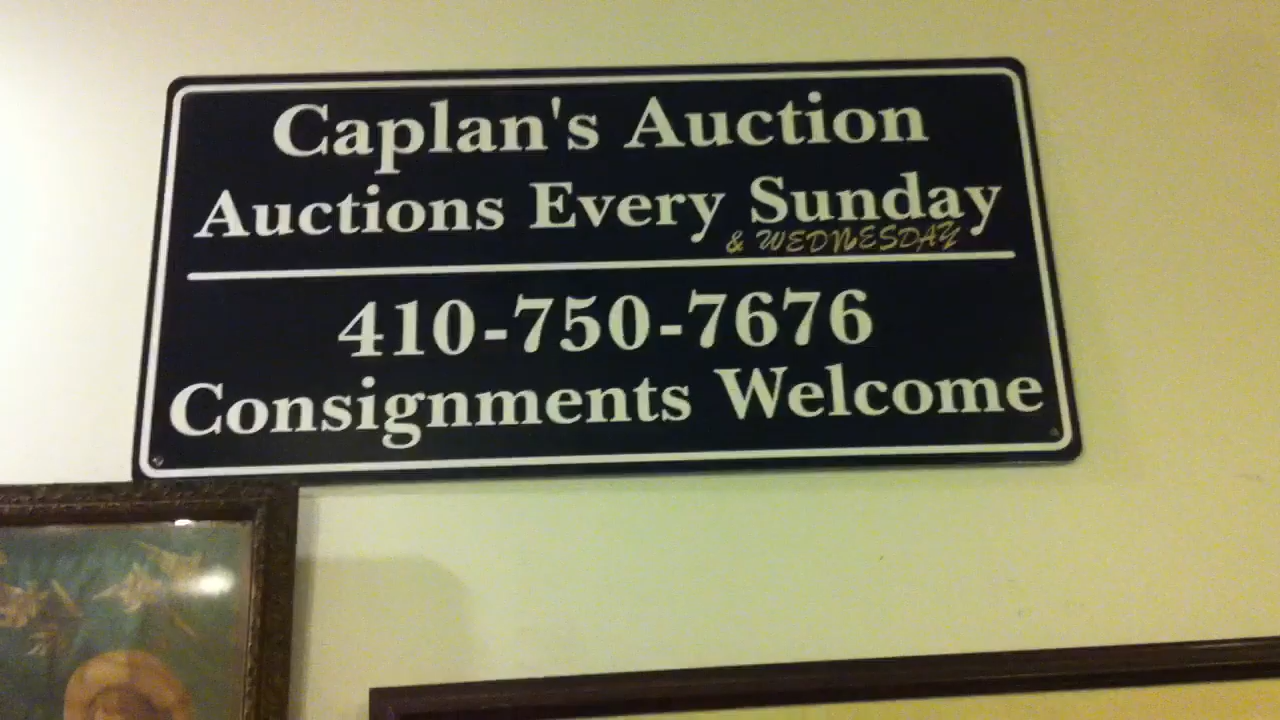 Caplan's Auction
Auctions Every Sunday
& WEDNESDAY
410-750-7676
Consignments Welcome